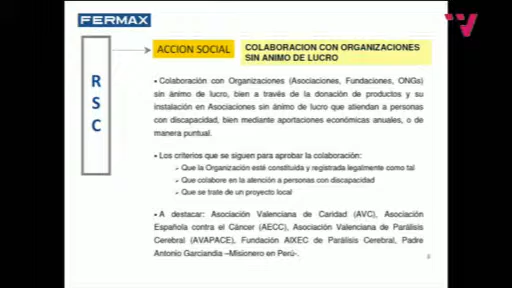 FERMAX
R
S
C
ACCION SOCIAL
COLABORACION CON ORGANIZACIONES
SIN ANIMO DE LUCRO
• Colaboración con Organizaciones (Asociaciones, Fundaciones, ONGs)
sin ánimo de lucro, bien a través de la donación de productos y su
instalación en Asociaciones sin ánimo de lucro que atiendan a personas
con discapacidad, bien mediante aportaciones económicas anuales, o de
manera puntual.
• Los criterios que se siguen para aprobar la colaboración:
➢ Que la Organización esté constituida y registrada legalmente como tal
➢ Que colabore en la atención a personas con discapacidad
➢ Que se trate de un proyecto local
• A destacar: Asociación Valenciana de Caridad (AVC), Asociación
Española contra el Cáncer (AECC), Asociación Valenciana de Parálisis
Cerebral (AVAPACE), Fundación AIXEC de Parálisis Cerebral, Padre
Antonio Garciandia –Misionero en Perú-.